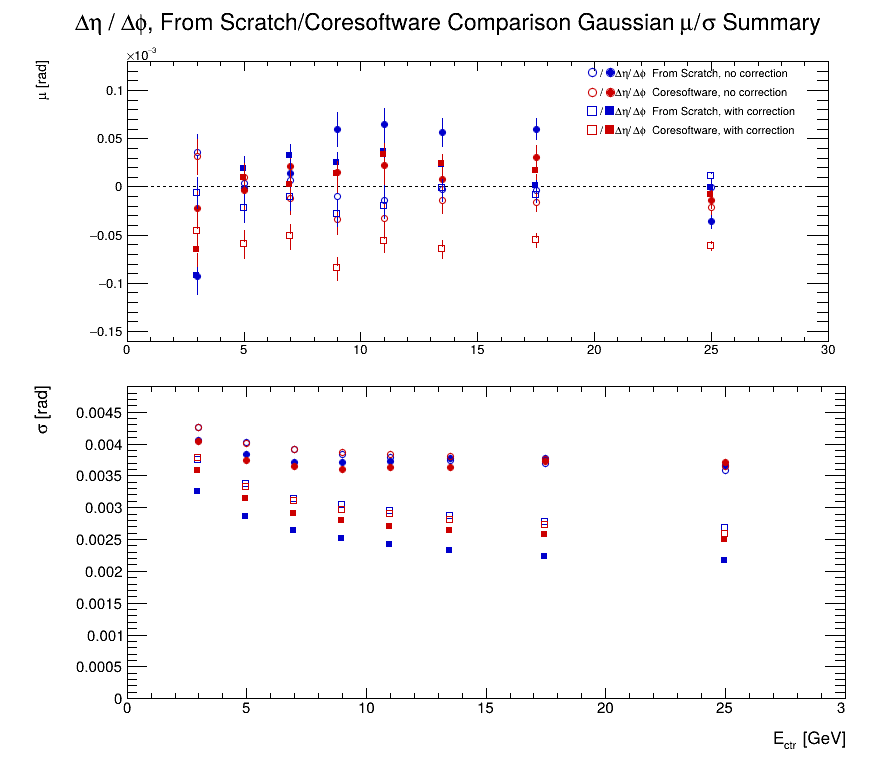 Δη / Δϕ, From Scratch/Coresoftware Comparison Gaussian μ/σ Summary
×10⁻³
μ [rad]
0.1
0.05
0
−0.05
−0.1
−0.15
/ Δη/ Δϕ From Scratch, no correction
/ Δη/ Δϕ Coresoftware, no correction
/ Δη/ Δϕ From Scratch, with correction
/ Δη/ Δϕ Coresoftware, with correction
0 5 10 15 20 25 30
σ [rad]
0.0045
0.004
0.0035
0.003
0.0025
0.002
0.0015
0.001
0.0005
0
0 5 10 15 20 25 3
E_ctr [GeV]